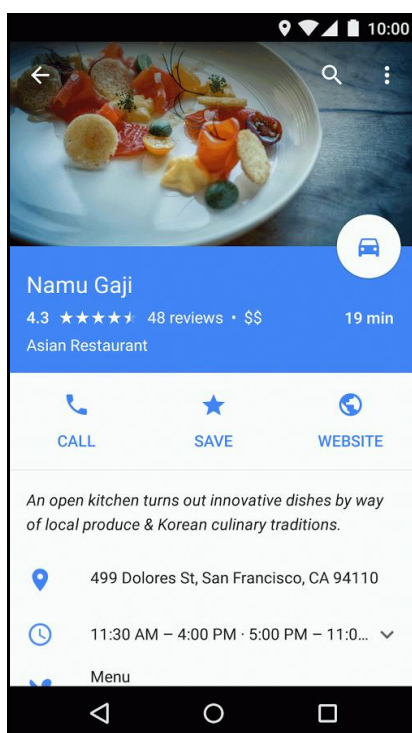 10:00
Namu Gaji
4.3 48 reviews • $$ 19 min
Asian Restaurant
CALL SAVE WEBSITE
An open kitchen turns out innovative dishes by way
of local produce & Korean culinary traditions.
499 Dolores St, San Francisco, CA 94110
11:30 AM – 4:00 PM · 5:00 PM – 11:0...
Menu